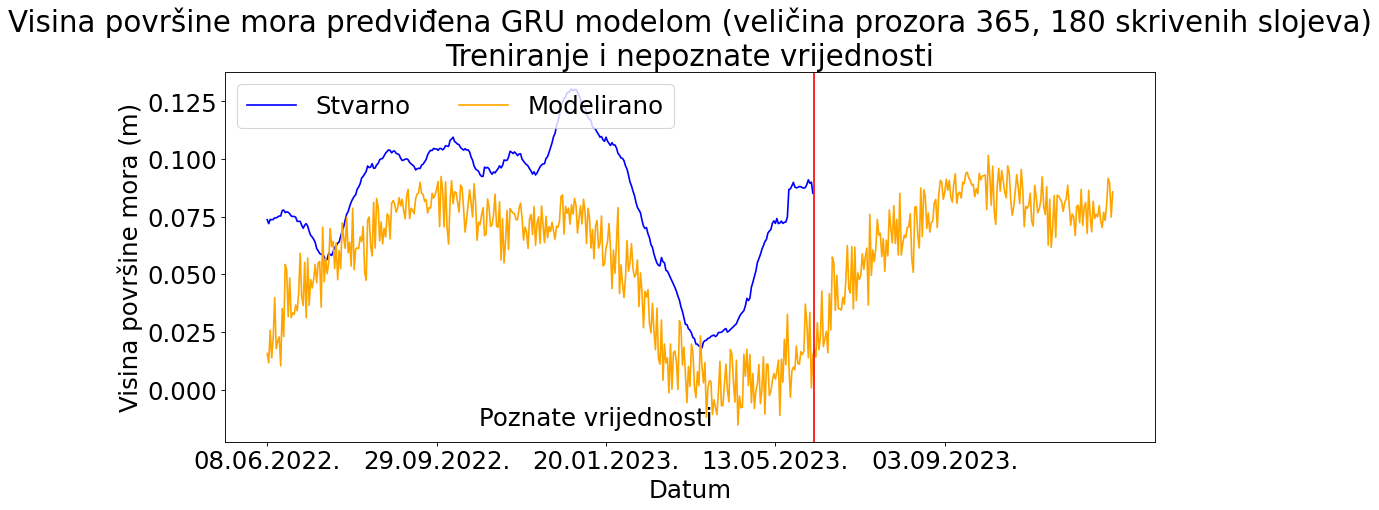 Visina površine mora predviđena GRU modelom (veličina prozora 365, 180 skrivenih slojeva)
Treniranje i nepoznate vrijednosti
Stvarno
Modelirano
Visina površine mora (m)
0.125
0.100
0.075
0.050
0.025
0.000
Poznate vrijednosti
08.06.2022. 29.09.2022. 20.01.2023. 13.05.2023. 03.09.2023.
Datum